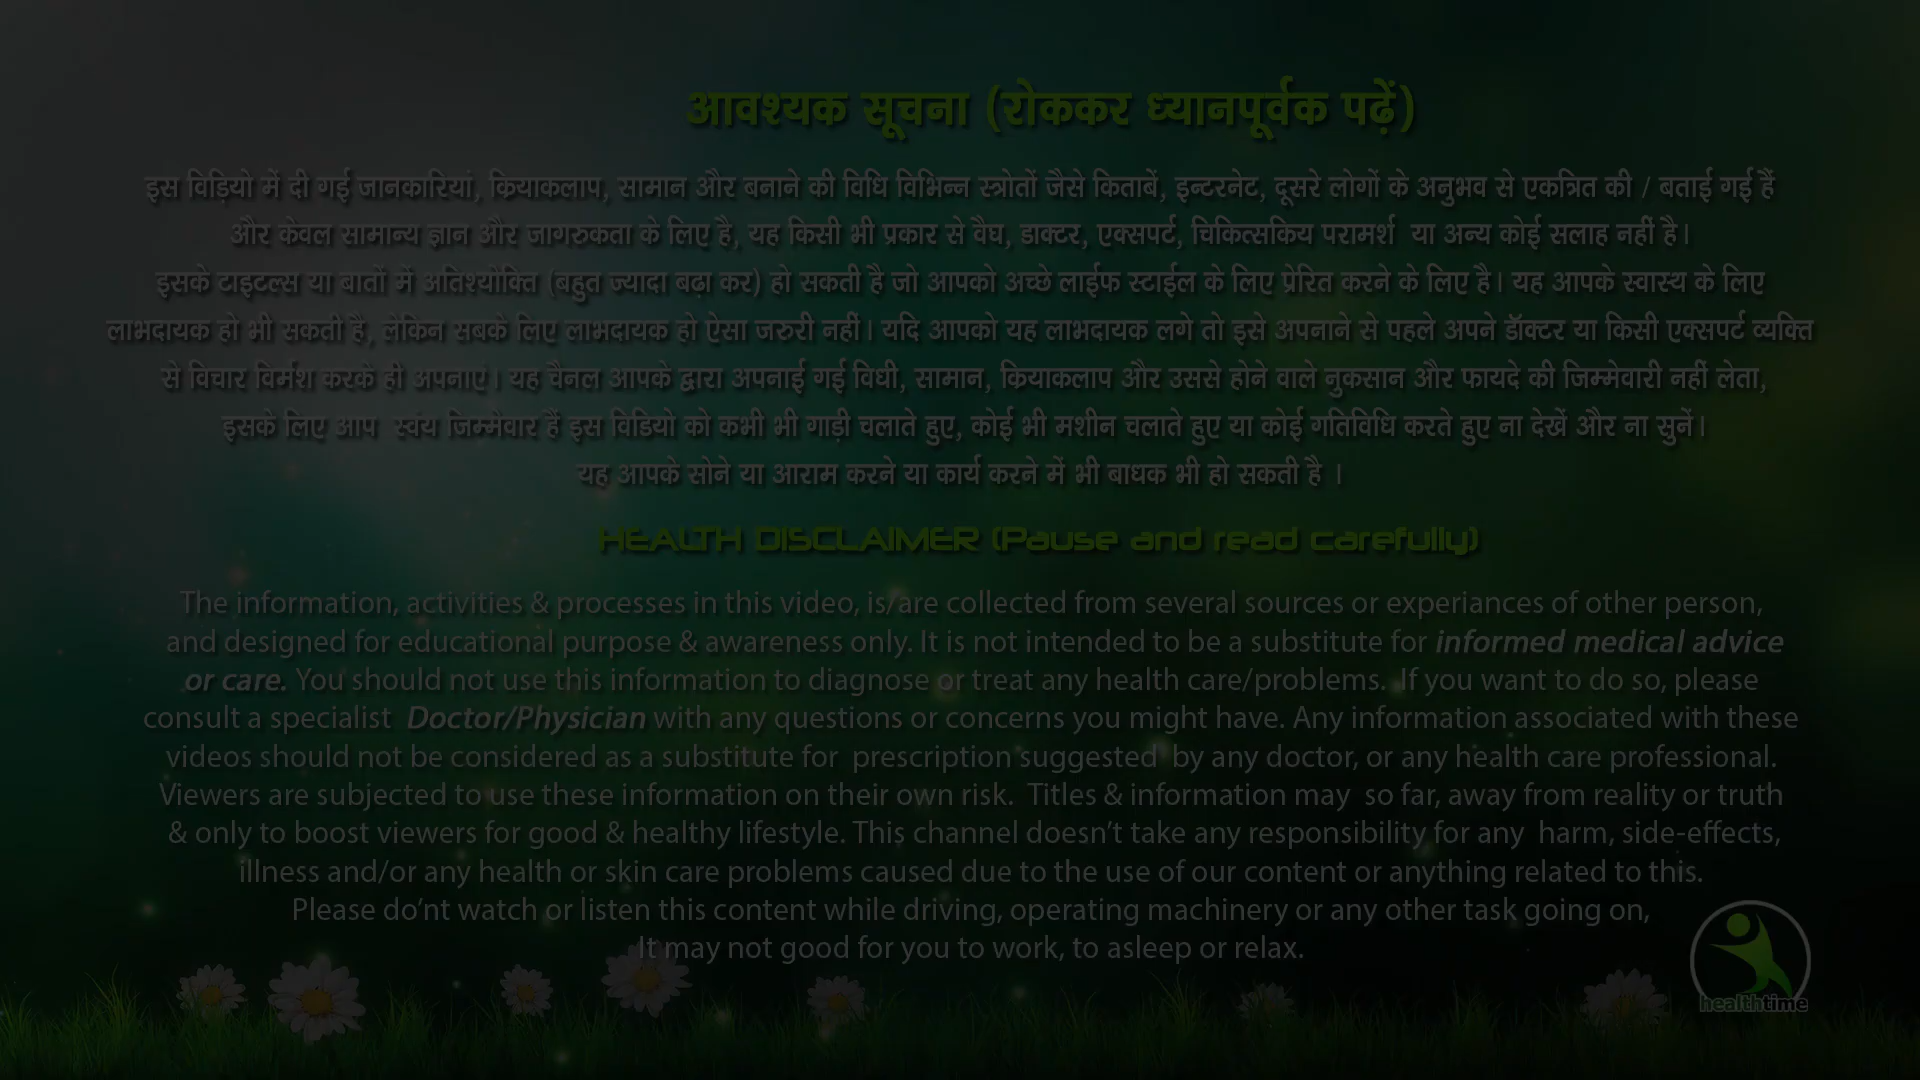 आवश्यक सूचना (रोककर ध्यानपूर्वक पढ़ें)
इस विड़ियो में दी गई जानकारियां, क्रियाकलाप, सामान और बनाने की विधि विभिन्न स्त्रोतों जैसे किताबें, इन्टरनेट, दूसरे लोगों के अनुभव से एकत्रित की / बताई गई हैं
और केवल सामान्य ज्ञान और जागरुकता के लिए है, यह किसी भी प्रकार से वैघ, डाक्टर, एक्सपर्ट, चिकित्सकिय परामर्श या अन्य कोई सलाह नहीं है।
इसके टाइटल्स या बातों में अतिश्योक्ति (बहुत ज्यादा बढ़ा कर) हो सकती है जो आपको अच्छे लाईफ स्टाईल के लिए प्रेरित करने के लिए है। यह आपके स्वास्थ के लिए
लाभदायक हो भी सकती है, लेकिन सबके लिए लाभदायक हो ऐसा जरुरी नहीं। यदि आपको यह लाभदायक लगे तो इसे अपनाने से पहले अपने डॉक्टर या किसी एक्सपर्ट व्यक्ति
से विचार विर्मश करके ही अपनाएं। यह चैनल आपके द्वारा अपनाई गई विधी, सामान, क्रियाकलाप और उससे होने वाले नुकसान और फायदे की जिम्मेवारी नहीं लेता,
इसके लिए आप स्वंय जिम्मेवार हैं इस विडियो को कभी भी गाड़ी चलाते हुए, कोई भी मशीन चलाते हुए या कोई गतिविधि करते हुए ना देखें और ना सुनें।
यह आपके सोने या आराम करने या कार्य करने में भी बाधक भी हो सकती है ।
HEALTH DISCLAIMER (Pause and read carefully)
The information, activities & processes in this video, is/are collected from several sources or experiances of other person,
and designed for educational purpose & awareness only. It is not intended to be a substitute for informed medical advice
or care. You should not use this information to diagnose or treat any health care/problems. If you want to do so, please
consult a specialist Doctor/Physician with any questions or concerns you might have. Any information associated with these
videos should not be considered as a substitute for prescription suggested by any doctor, or any health care professional.
Viewers are subjected to use these information on their own risk. Titles & information may so far, away from reality or truth
& only to boost viewers for good & healthy lifestyle. This channel doesn't take any responsibility for any harm, side-effects,
illness and/or any health or skin care problems caused due to the use of our content or anything related to this.
Please do'nt watch or listen this content while driving, operating machinery or any other task going on,
It may not good for you to work, to asleep or relax.
healthtime